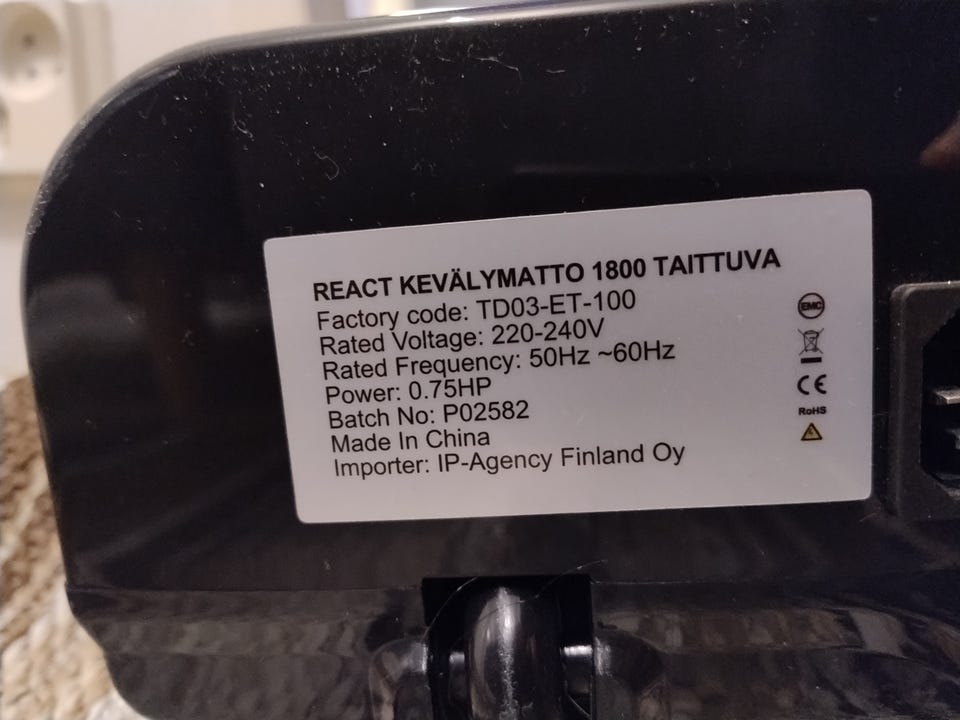 REACT KEVÄLYMATTO 1800 TAITTUVA
Factory code: TD03-ET-100
Rated Voltage: 220-240V
Rated Frequency: 50Hz ~60Hz
Power: 0.75HP
Batch No: P02582
Made In China
Importer: IP-Agency Finland Oy
EMC
CE
RoHS